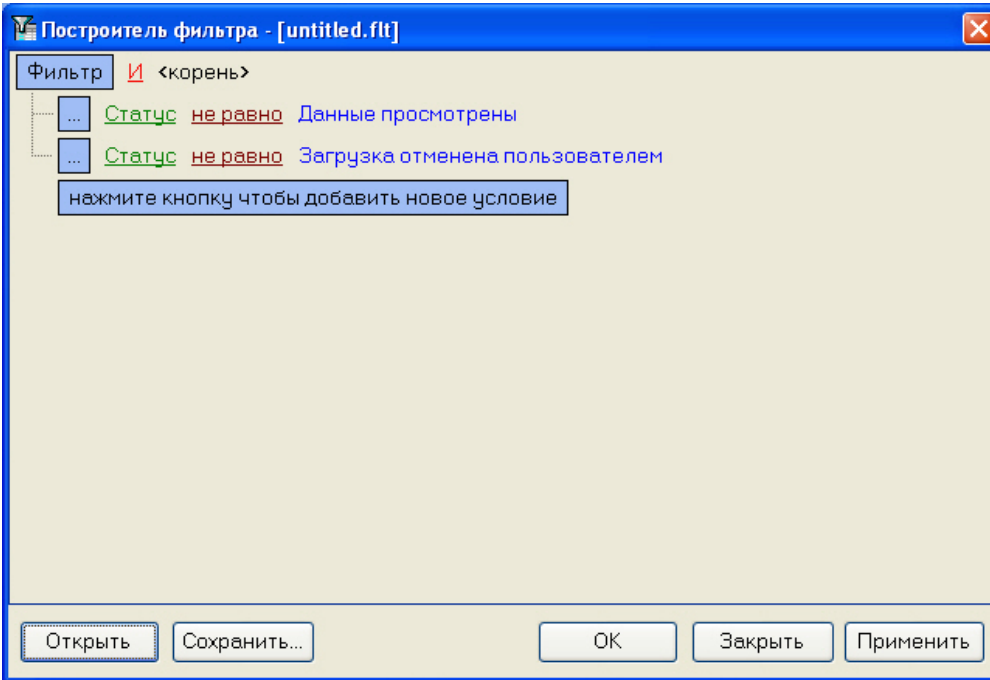 Построитель фильтра - [untitled.flt]
Фильтр И <корень>
... Статус не равно Данные просмотрены
... Статус не равно Загрузка отменена пользователем
нажмите кнопку чтобы добавить новое условие
Открыть Сохранить... ОК Закрыть Применить